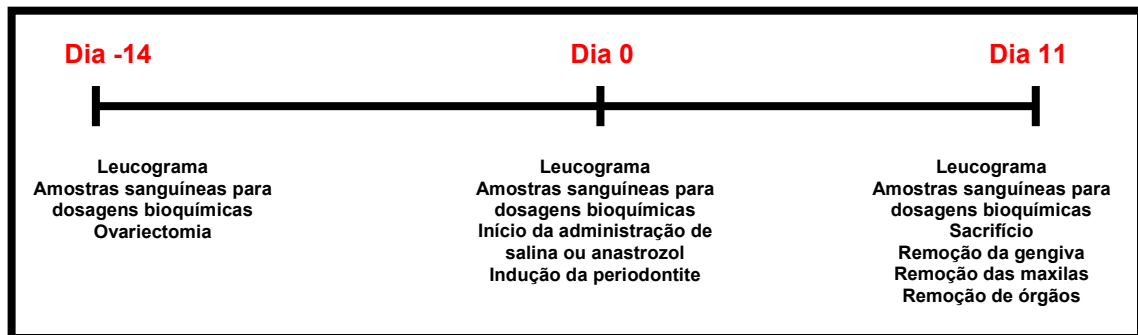 Dia -14
Dia 0
Dia 11
Leucograma
Amostras sanguíneas para
dosagens bioquímicas
Ovariectomia
Leucograma
Amostras sanguíneas para
dosagens bioquímicas
Início da administração de
salina ou anastrozol
Indução da periodontite
Leucograma
Amostras sanguíneas para
dosagens bioquímicas
Sacrifício
Remoção da gengiva
Remoção das maxilas
Remoção de órgãos